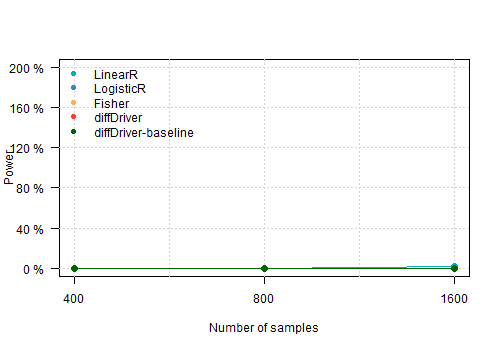 200 %
160 %
120 %
80 %
40 %
0 %
Power
LinearR
LogisticR
Fisher
diffDriver
diffDriver-baseline
400
800
1600
Number of samples